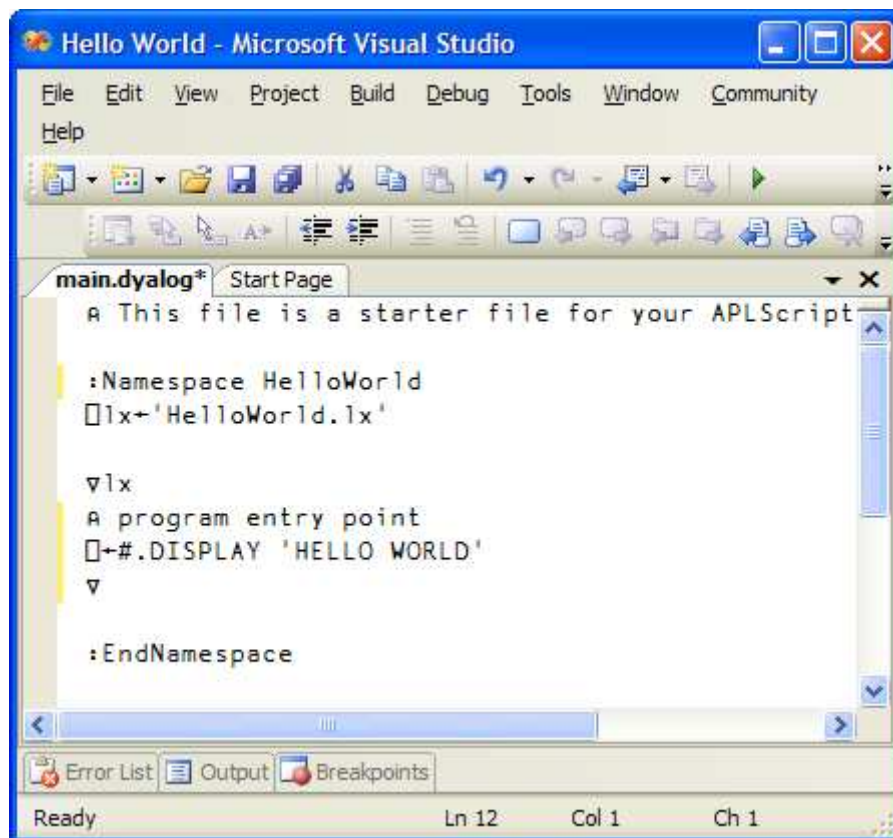 Hello World - Microsoft Visual Studio
File Edit View Project Build Debug Tools Window Community
Help
main.dyalog* Start Page
⍝ This file is a starter file for your APLScript
:Namespace HelloWorld
⎕lx←'HelloWorld.lx'
∇lx
⍝ program entry point
⎕←#.DISPLAY 'HELLO WORLD'
∇
:EndNamespace
Error List Output Breakpoints
Ready Ln 12 Col 1 Ch 1